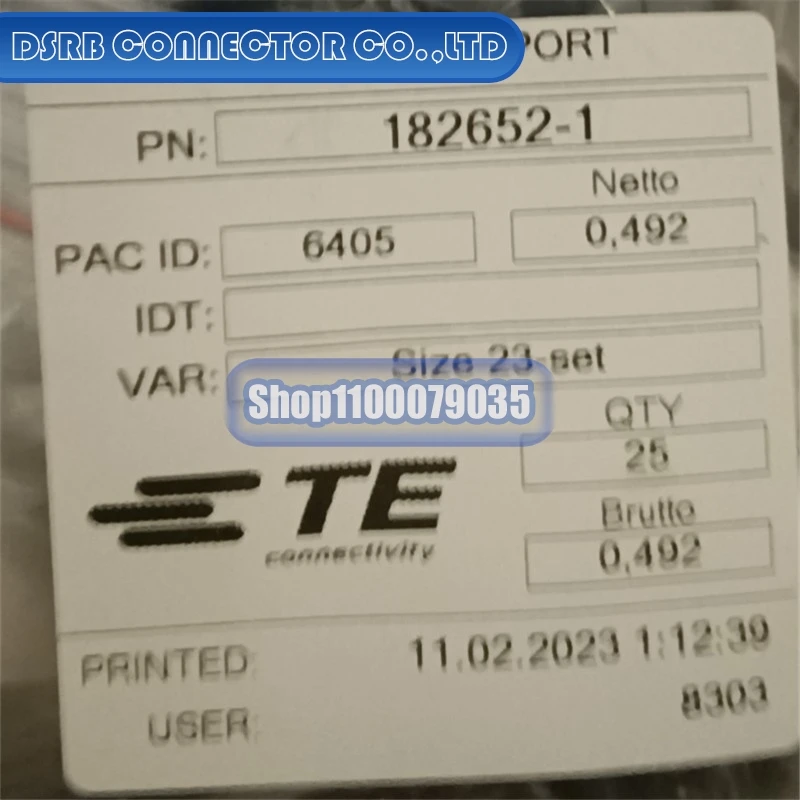 DSRB CONNECTOR CO.,LTD
PORT
PN: 182652-1
Netto
PAC ID: 6405 0,492
IDT:
VAR: Size 23-set
Shop1100079035
QTY
25
TE
connectivity
Brutto
0,492
PRINTED: 11.02.2023 1:12:39
USER: 8303